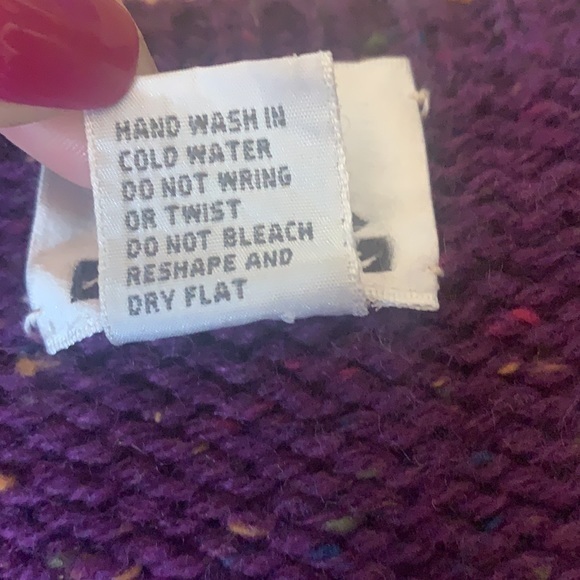 HAND WASH IN
COLD WATER
DO NOT WRING
OR TWIST
DO NOT BLEACH
RESHAPE AND
DRY FLAT